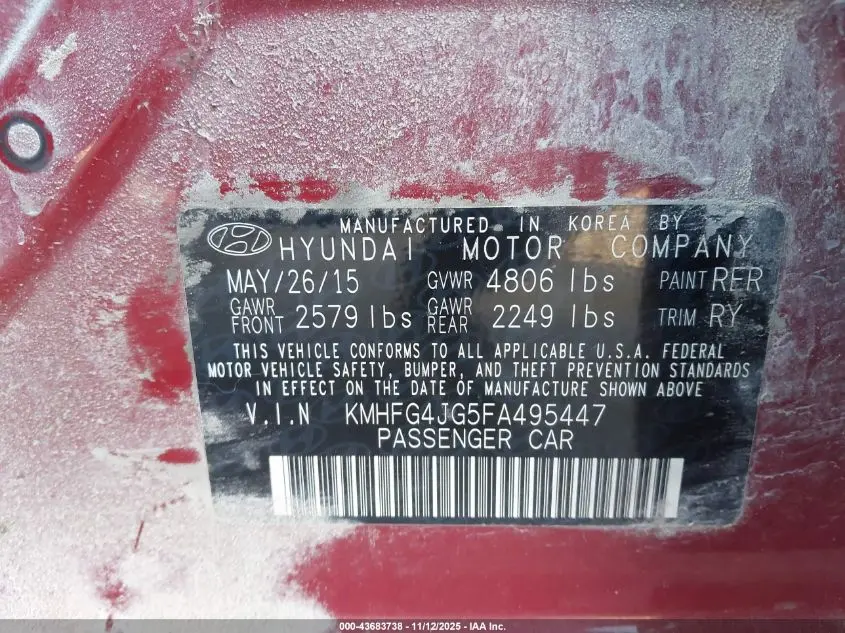 MANUFACTURED IN KOREA BY
HYUNDAI MOTOR COMPANY
MAY/26/15 GVWR 4806 lbs PAINT RER
GAWR FRONT 2579 lbs GAWR REAR 2249 lbs TRIM RY
THIS VEHICLE CONFORMS TO ALL APPLICABLE U.S.A. FEDERAL
MOTOR VEHICLE SAFETY, BUMPER, AND THEFT PREVENTION STANDARDS
IN EFFECT ON THE DATE OF MANUFACTURE SHOWN ABOVE
V.I.N KMHFG4JG5FA495447
PASSENGER CAR
000-43683738 - 11/12/2025 - IAA Inc.